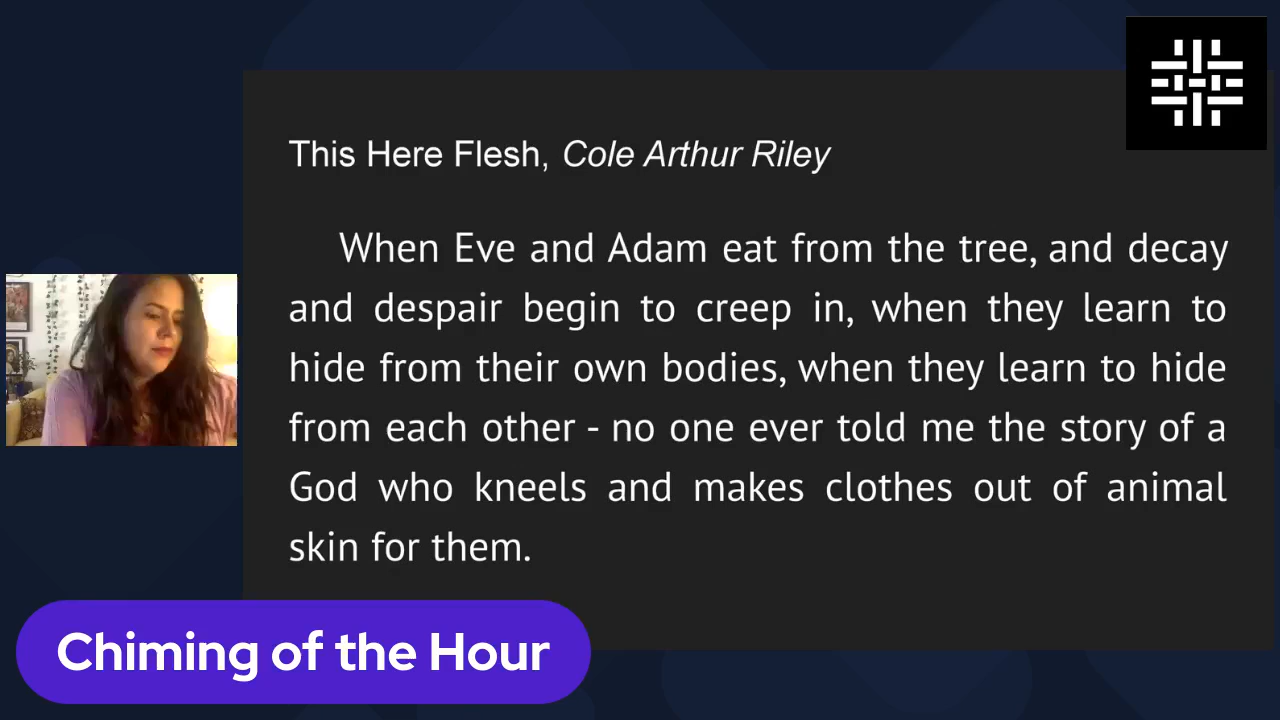 This Here Flesh, Cole Arthur Riley
When Eve and Adam eat from the tree, and decay
and despair begin to creep in, when they learn to
hide from their own bodies, when they learn to hide
from each other - no one ever told me the story of a
God who kneels and makes clothes out of animal
skin for them.
Chiming of the Hour